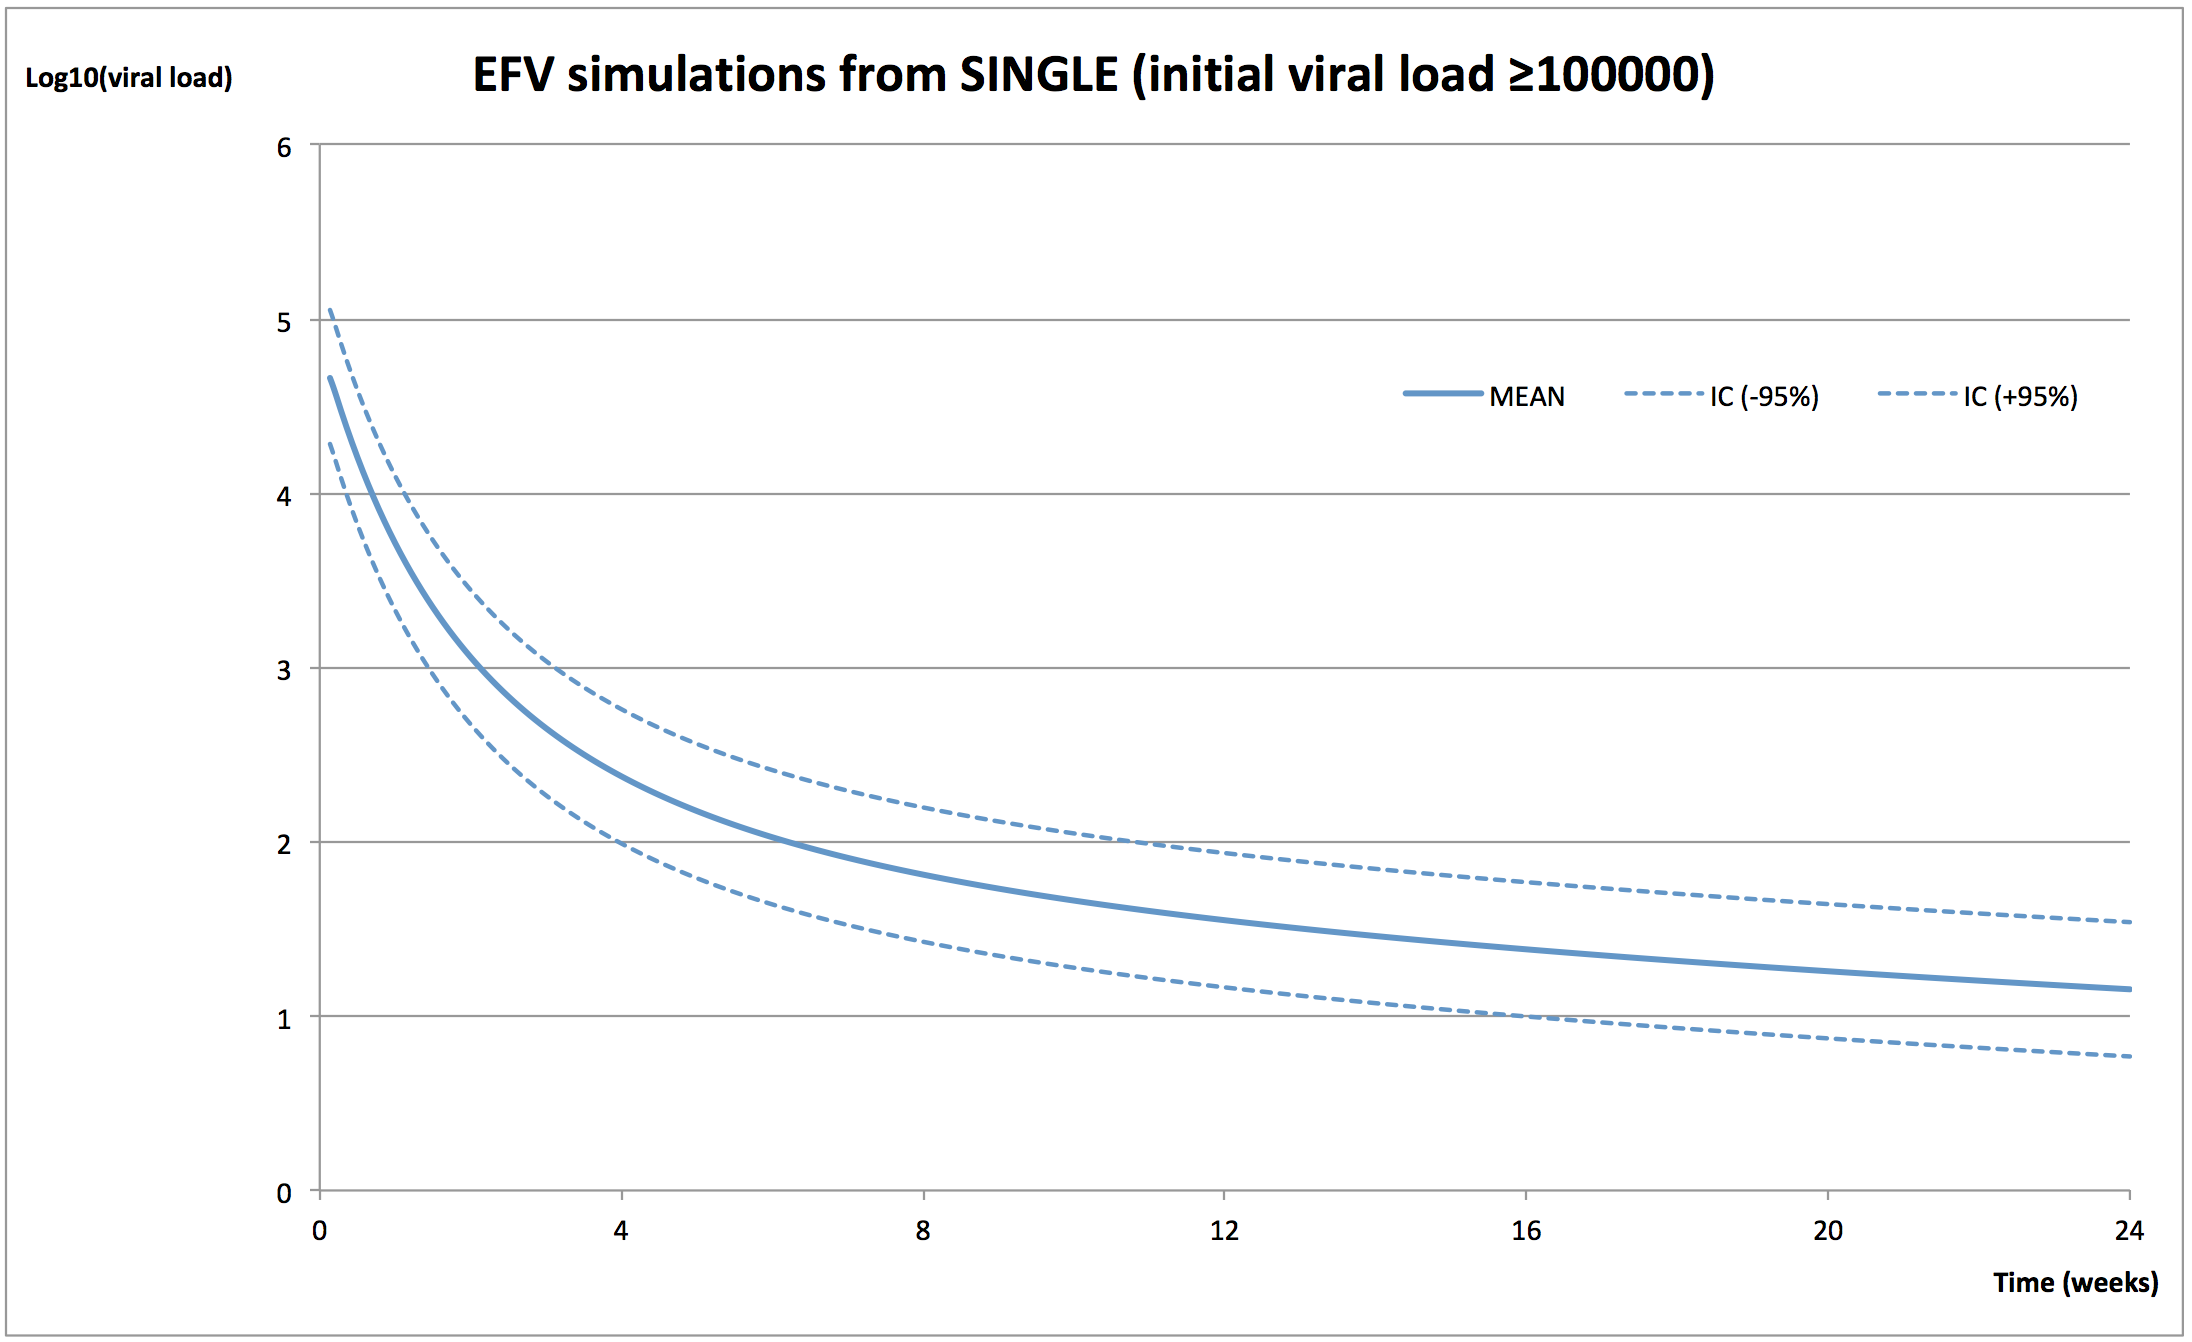 EFV simulations from SINGLE (initial viral load ≥100000)
Log10(viral load)
6
5
4
3
2
1
0
MEAN IC (-95%) IC (+95%)
0 4 8 12 16 20 24
Time (weeks)